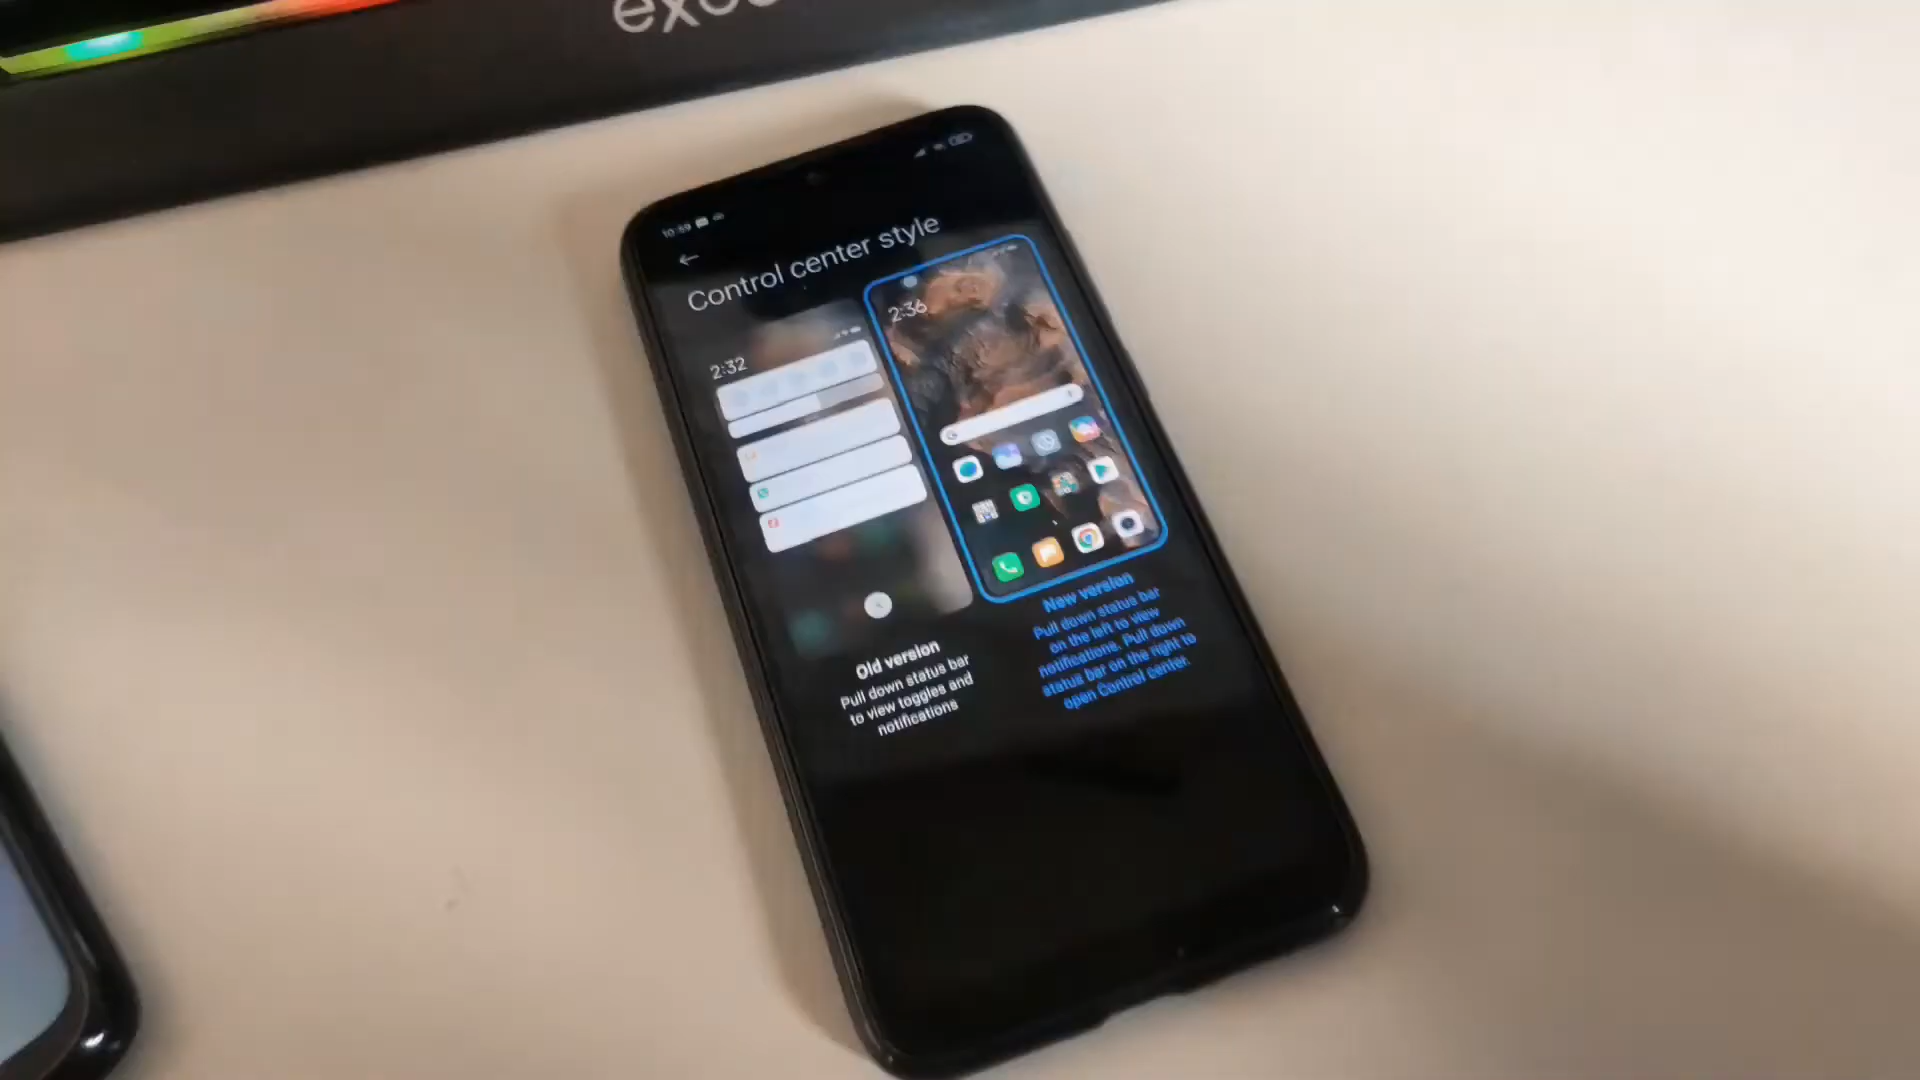 10:59
Control center style
2:32
2:36
Old version
Pull down status bar
to view toggles and
notifications
New version
Pull down status bar
on the left to view
notifications. Pull down
status bar on the right to
open Control center.